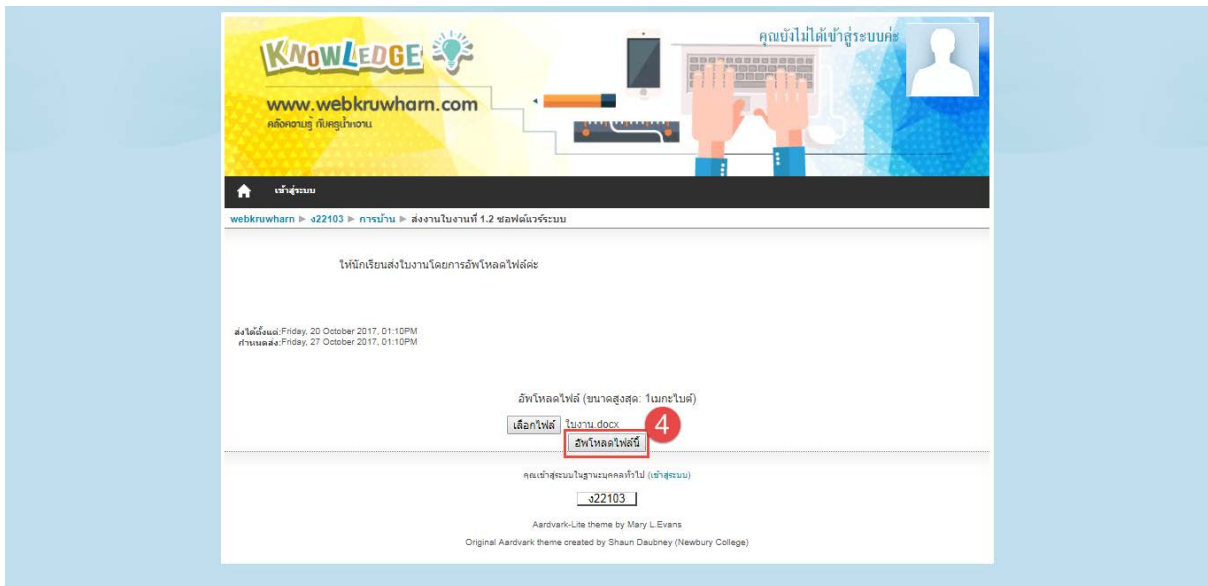 KNOWLEDGE
คุณยังไม่ได้เข้าสู่ระบบค่ะ
www.webkruwharn.com
คลังความรู้ กับครูน้ำหวาน
เข้าสู่ระบบ
webkruwharn ► ง22103 ► การบ้าน ► ส่งงานใบงานที่ 1.2 ซอฟต์แวร์ระบบ
ให้นักเรียนส่งใบงานโดยการอัพโหลดไฟล์ค่ะ
ส่งได้ตั้งแต่:Friday, 20 October 2017, 01:10PM
กำหนดส่ง:Friday, 27 October 2017, 01:10PM
อัพโหลดไฟล์ (ขนาดสูงสุด: 1เมกะไบต์)
เลือกไฟล์ ใบงาน.docx 4
อัพโหลดไฟล์นี้
คุณเข้าสู่ระบบในฐานะบุคคลทั่วไป (เข้าสู่ระบบ)
ง22103
Aardvark-Lite theme by Mary L.Evans
Original Aardvark theme created by Shaun Daubney (Newbury College)